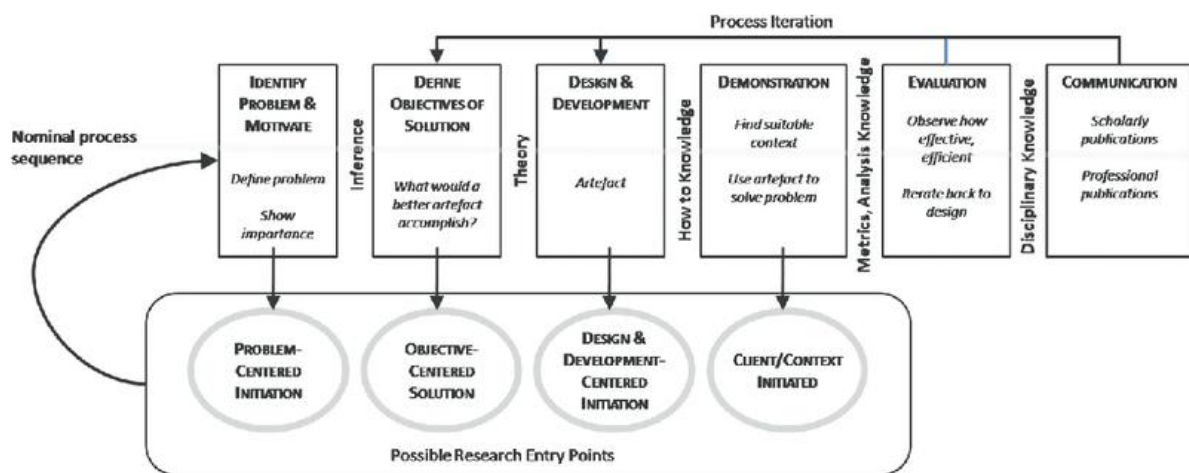 Process Iteration
Nominal process
sequence
IDENTIFY
PROBLEM &
MOTIVATE
Define problem
Show
importance
Inference
DEFINE
OBJECTIVES OF
SOLUTION
What would a
better artefact
accomplish?
Theory
DESIGN &
DEVELOPMENT
Artefact
How to Knowledge
DEMONSTRATION
Find suitable
context
Use artefact to
solve problem
Metrics, Analysis Knowledge
EVALUATION
Observe how
effective,
efficient
Iterate back to
design
Disciplinary Knowledge
COMMUNICATION
Scholarly
publications
Professional
publications
PROBLEM-
CENTERED
INITIATION
OBJECTIVE-
CENTERED
SOLUTION
DESIGN &
DEVELOPMENT-
CENTERED
INITIATION
CLIENT/CONTEXT
INITIATED
Possible Research Entry Points